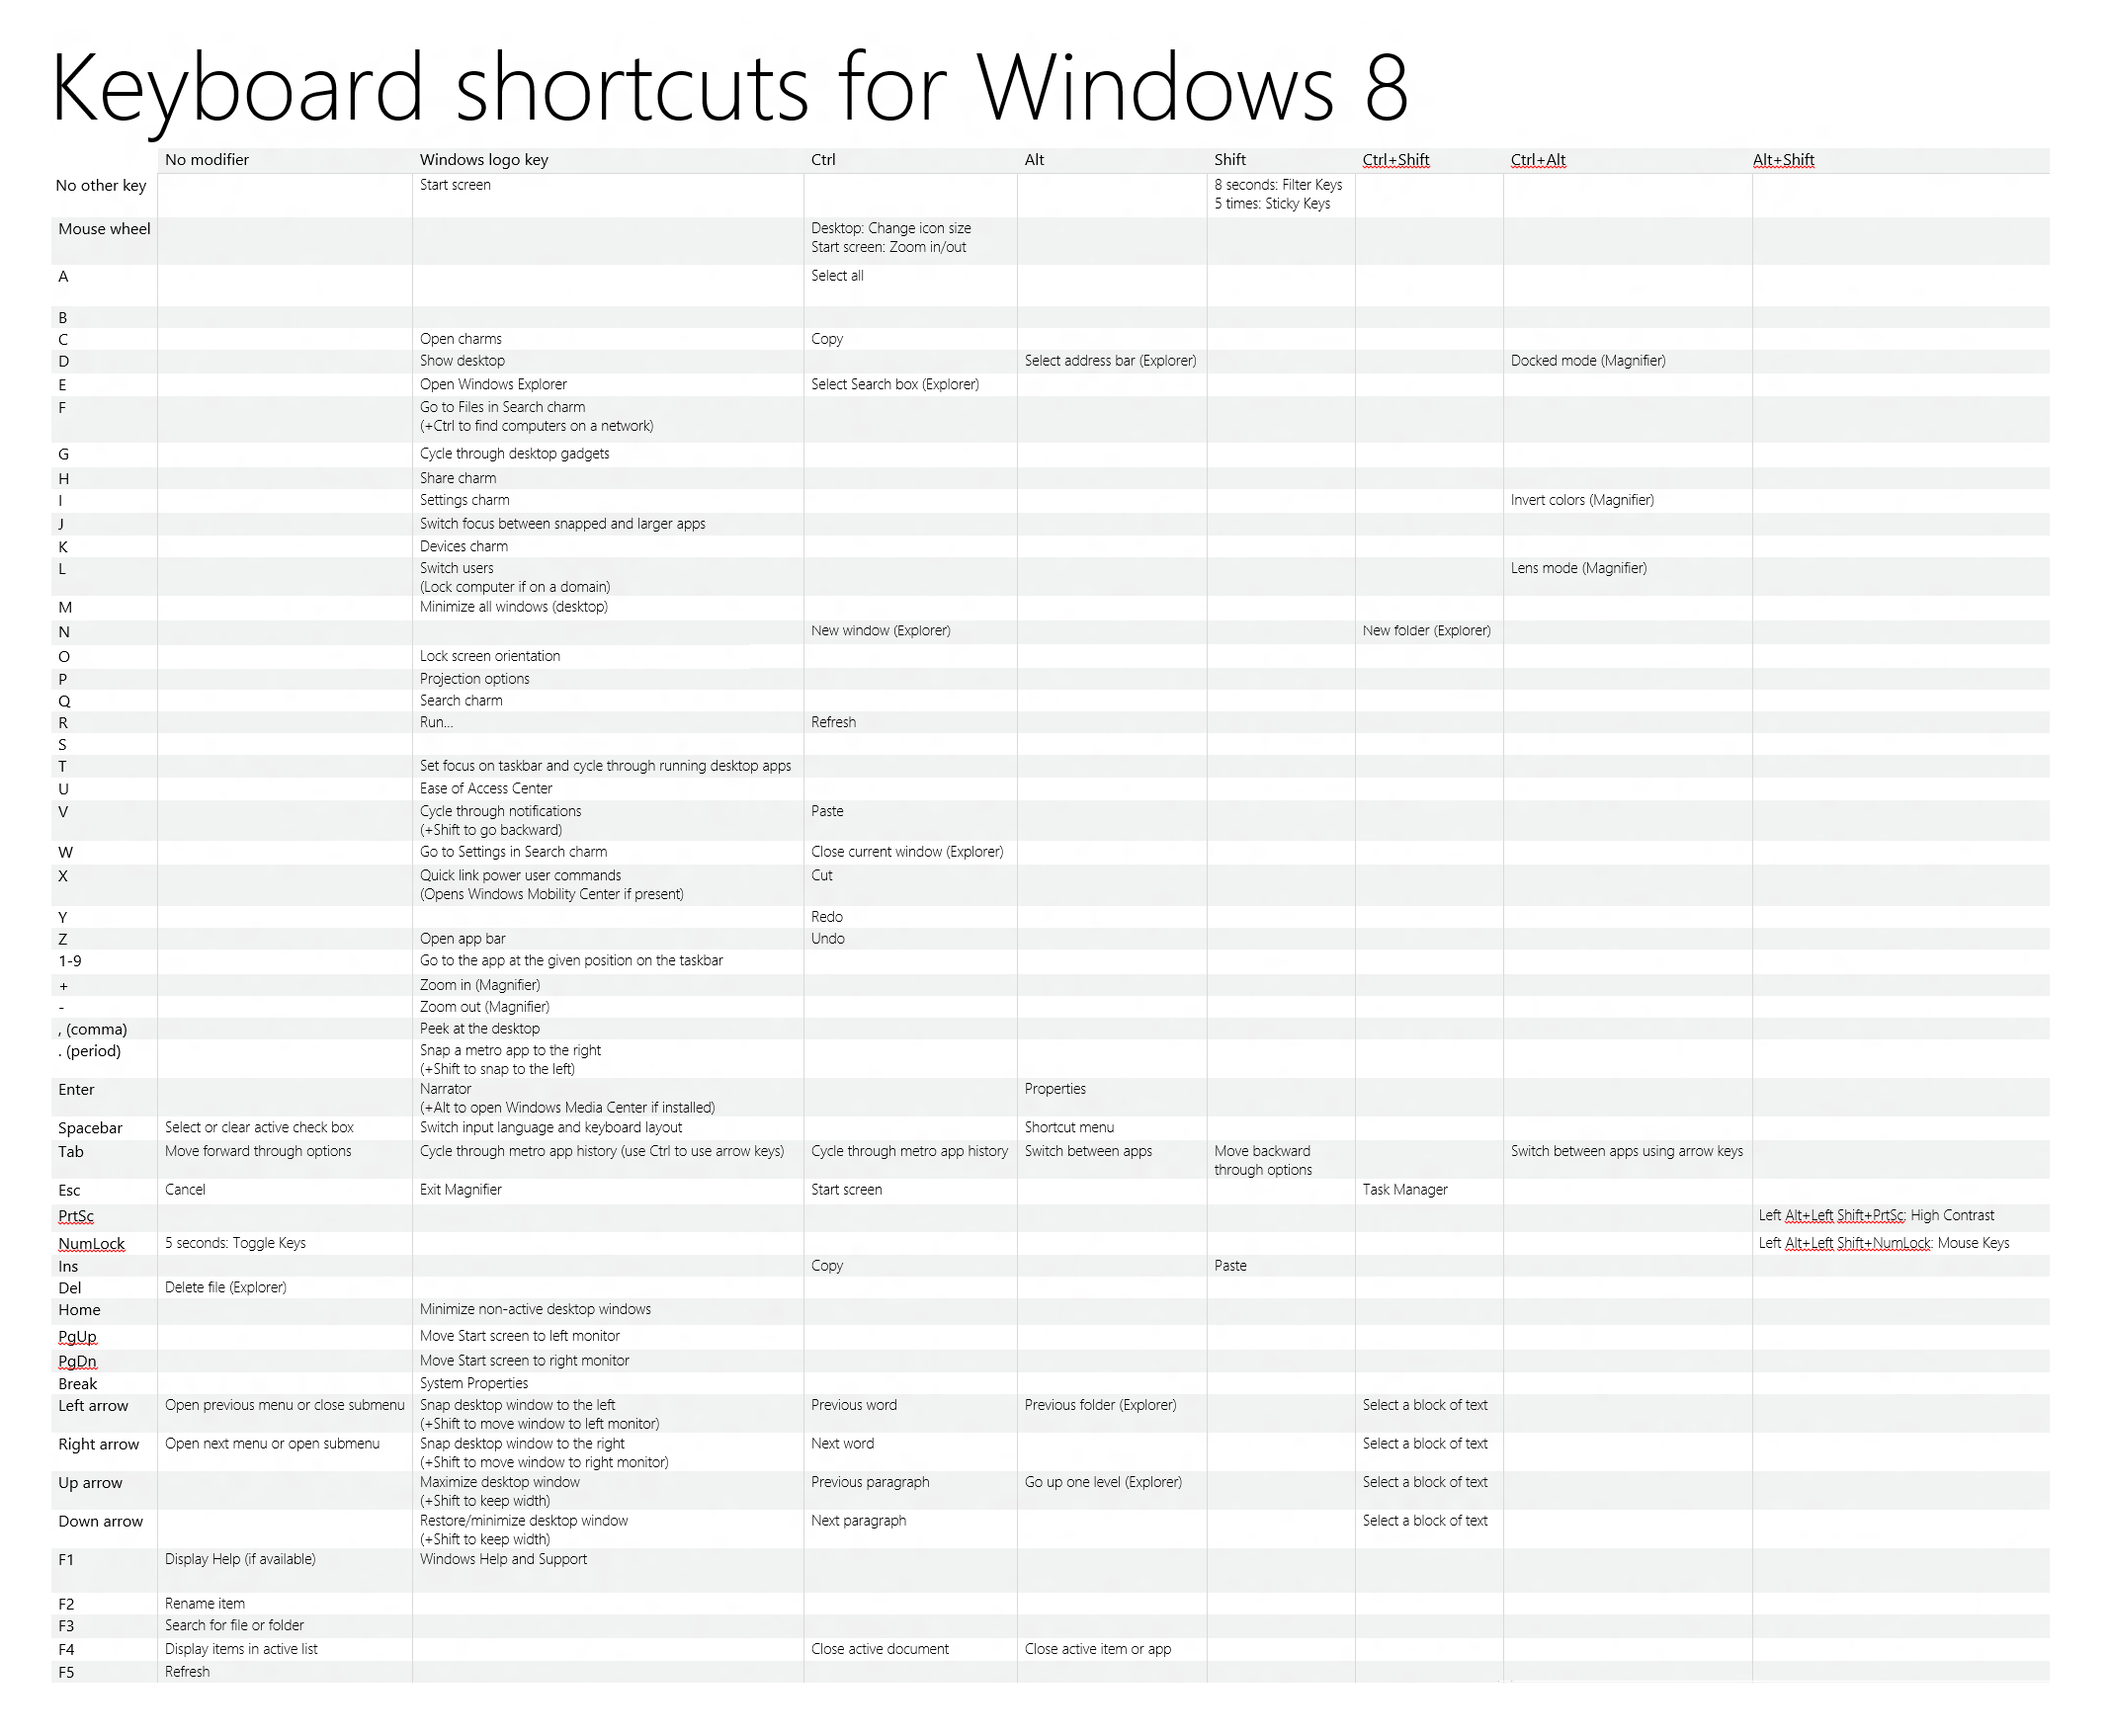 Keyboard shortcuts for Windows 8
No modifier Windows logo key Ctrl Alt Shift Ctrl+Shift Ctrl+Alt Alt+Shift
No other key Start screen 8 seconds: Filter Keys
5 times: Sticky Keys
Mouse wheel Desktop: Change icon size
Start screen: Zoom in/out
A Select all
B
C Open charms Copy
D Show desktop Select address bar (Explorer) Docked mode (Magnifier)
E Open Windows Explorer Select Search box (Explorer)
F Go to Files in Search charm
(+Ctrl to find computers on a network)
G Cycle through desktop gadgets
H Share charm
I Settings charm Invert colors (Magnifier)
J Switch focus between snapped and larger apps
K Devices charm
L Switch users Lens mode (Magnifier)
(Lock computer if on a domain)
M Minimize all windows (desktop)
N New window (Explorer) New folder (Explorer)
O Lock screen orientation
P Projection options
Q Search charm
R Run... Refresh
S
T Set focus on taskbar and cycle through running desktop apps
U Ease of Access Center
V Cycle through notifications Paste
(+Shift to go backward)
W Go to Settings in Search charm Close current window (Explorer)
X Quick link power user commands Cut
(Opens Windows Mobility Center if present)
Y Redo
Z Open app bar Undo
1-9 Go to the app at the given position on the taskbar
+ Zoom in (Magnifier)
- Zoom out (Magnifier)
, (comma) Peek at the desktop
. (period) Snap a metro app to the right
(+Shift to snap to the left)
Enter Narrator Properties
(+Alt to open Windows Media Center if installed)
Spacebar Select or clear active check box Switch input language and keyboard layout Shortcut menu
Tab Move forward through options Cycle through metro app history (use Ctrl to use arrow keys) Cycle through metro app history Switch between apps Move backward Switch between apps using arrow keys
through options
Esc Cancel Exit Magnifier Start screen Task Manager
PrtSc Left Alt+Left Shift+PrtSc: High Contrast
NumLock 5 seconds: Toggle Keys Left Alt+Left Shift+NumLock: Mouse Keys
Ins Copy Paste
Del Delete file (Explorer)
Home Minimize non-active desktop windows
PgUp Move Start screen to left monitor
PgDn Move Start screen to right monitor
Break System Properties
Left arrow Open previous menu or close submenu Snap desktop window to the left Previous word Previous folder (Explorer) Select a block of text
(+Shift to move window to left monitor)
Right arrow Open next menu or open submenu Snap desktop window to the right Next word Select a block of text
(+Shift to move window to right monitor)
Up arrow Maximize desktop window Previous paragraph Go up one level (Explorer) Select a block of text
(+Shift to keep width)
Down arrow Restore/minimize desktop window Next paragraph Select a block of text
(+Shift to keep width)
F1 Display Help (if available) Windows Help and Support
F2 Rename item
F3 Search for file or folder
F4 Display items in active list Close active document Close active item or app
F5 Refresh